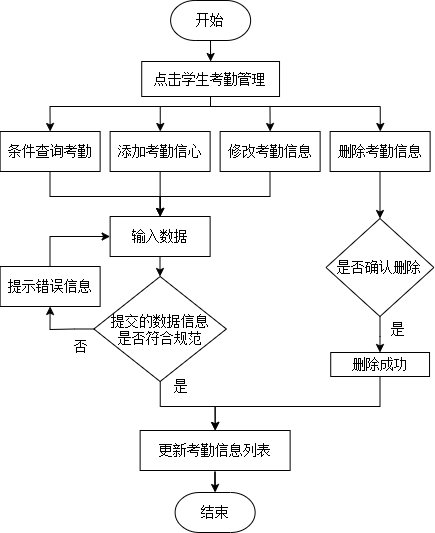 开始
点击学生考勤管理
条件查询考勤
添加考勤信心
修改考勤信息
删除考勤信息
输入数据
提示错误信息
是否确认删除
提交的数据信息
是否符合规范
否
是
是
删除成功
更新考勤信息列表
结束